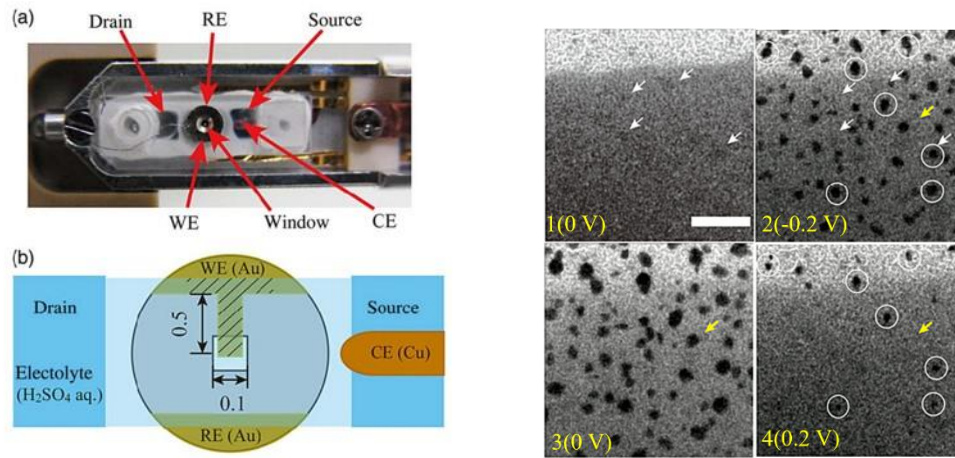 (a)
Drain
RE
Source
WE
Window
CE
(b)
WE (Au)
Drain
Source
0.5
CE (Cu)
Electolyte
(H₂SO₄ aq.)
0.1
RE (Au)
1(0 V)
2(-0.2 V)
3(0 V)
4(0.2 V)